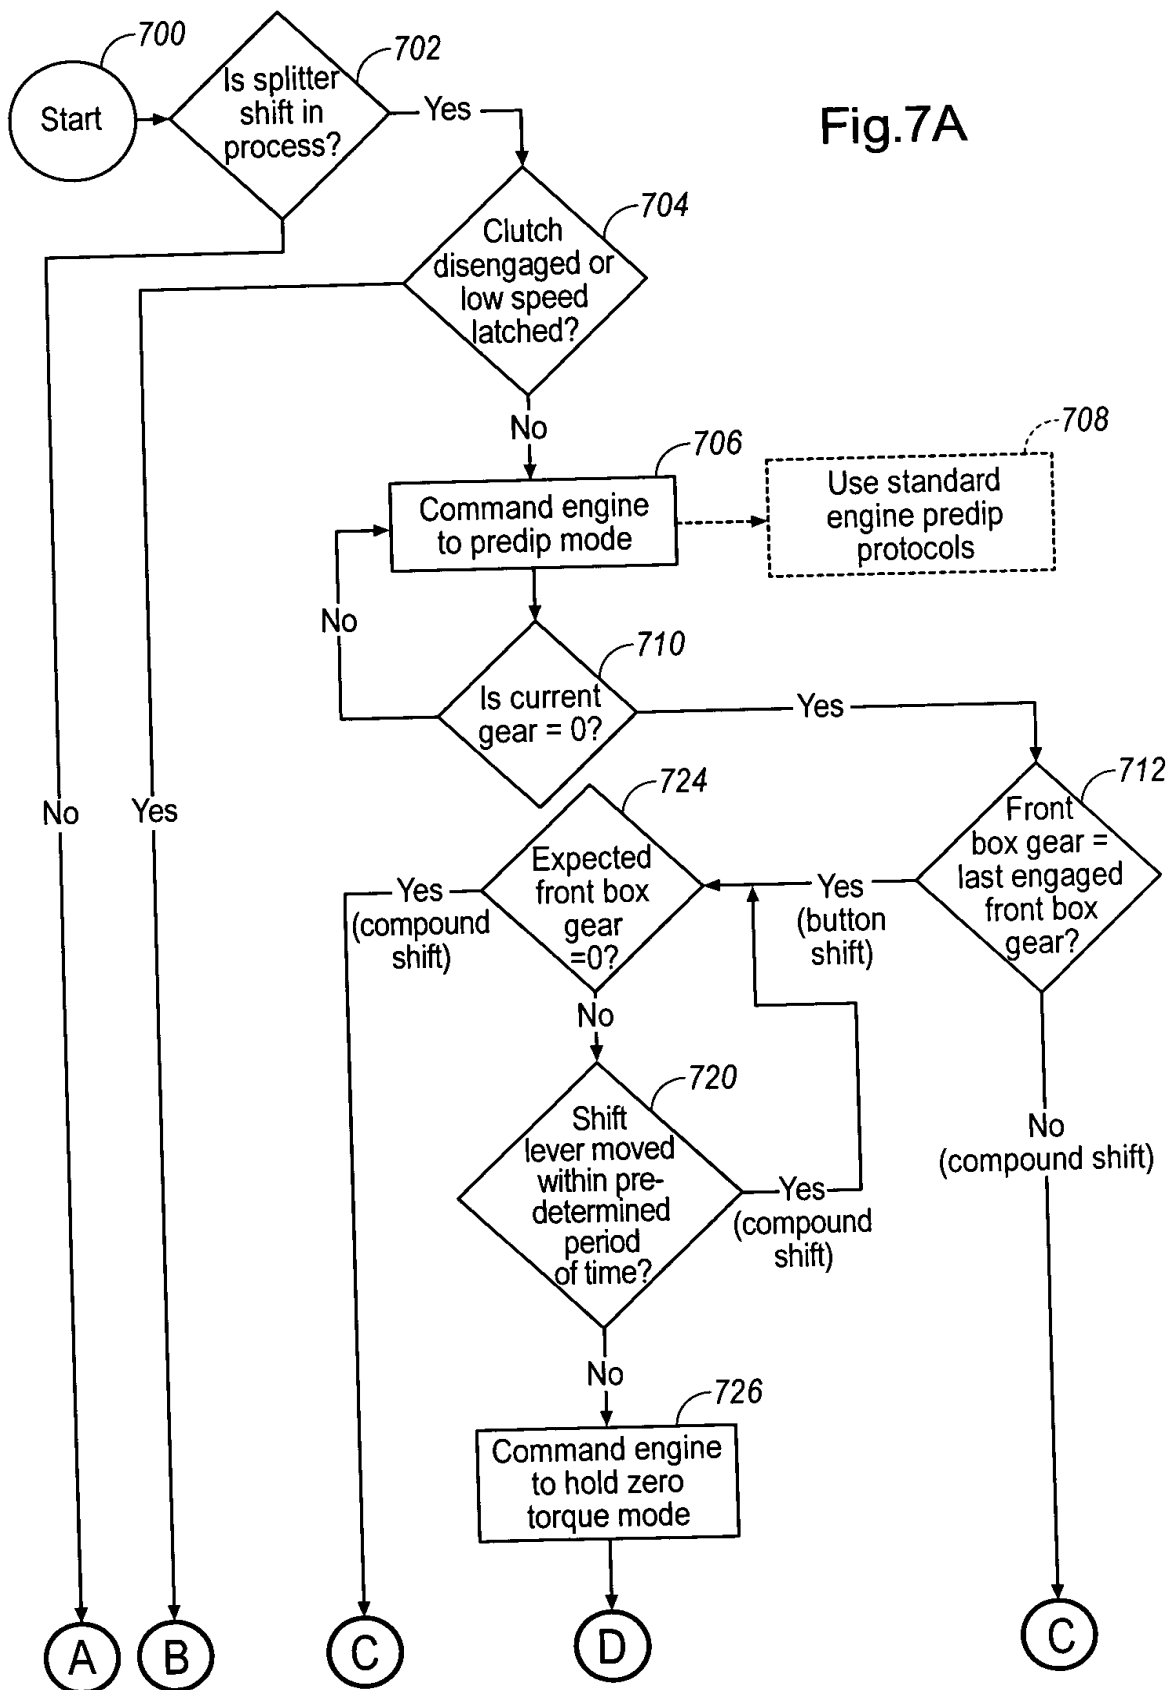 700
702
Start
Is splitter
shift in
process?
Yes
Fig.7A
704
Clutch
disengaged or
low speed
latched?
No
706
708
Command engine
to predip mode
Use standard
engine predip
protocols
No
710
Is current
gear = 0?
Yes
712
724
Front
box gear =
last engaged
front box
gear?
No
Yes
Expected
front box
gear
=0?
Yes
(compound
shift)
Yes
(button
shift)
No
720
Shift
lever moved
within pre-
determined
period
of time?
Yes
(compound
shift)
No
(compound shift)
No
726
Command engine
to hold zero
torque mode
A
B
C
D
C